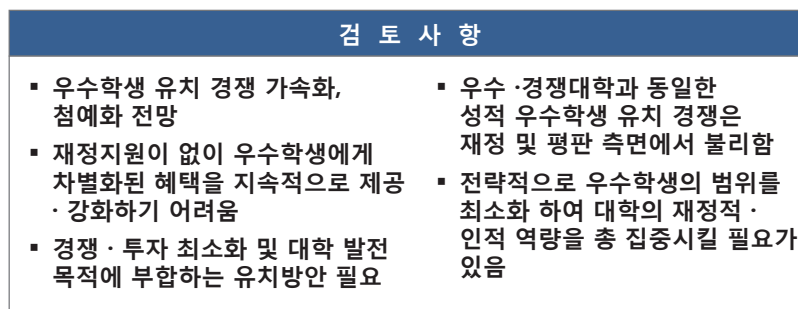 검 토 사 항
▪ 우수학생 유치 경쟁 가속화,
첨예화 전망
▪ 재정지원이 없이 우수학생에게
차별화된 혜택을 지속적으로 제공
· 강화하기 어려움
▪ 경쟁 · 투자 최소화 및 대학 발전
목적에 부합하는 유치방안 필요
▪ 우수 ·경쟁대학과 동일한
성적 우수학생 유치 경쟁은
재정 및 평판 측면에서 불리함
▪ 전략적으로 우수학생의 범위를
최소화 하여 대학의 재정적 ·
인적 역량을 총 집중시킬 필요가
있음